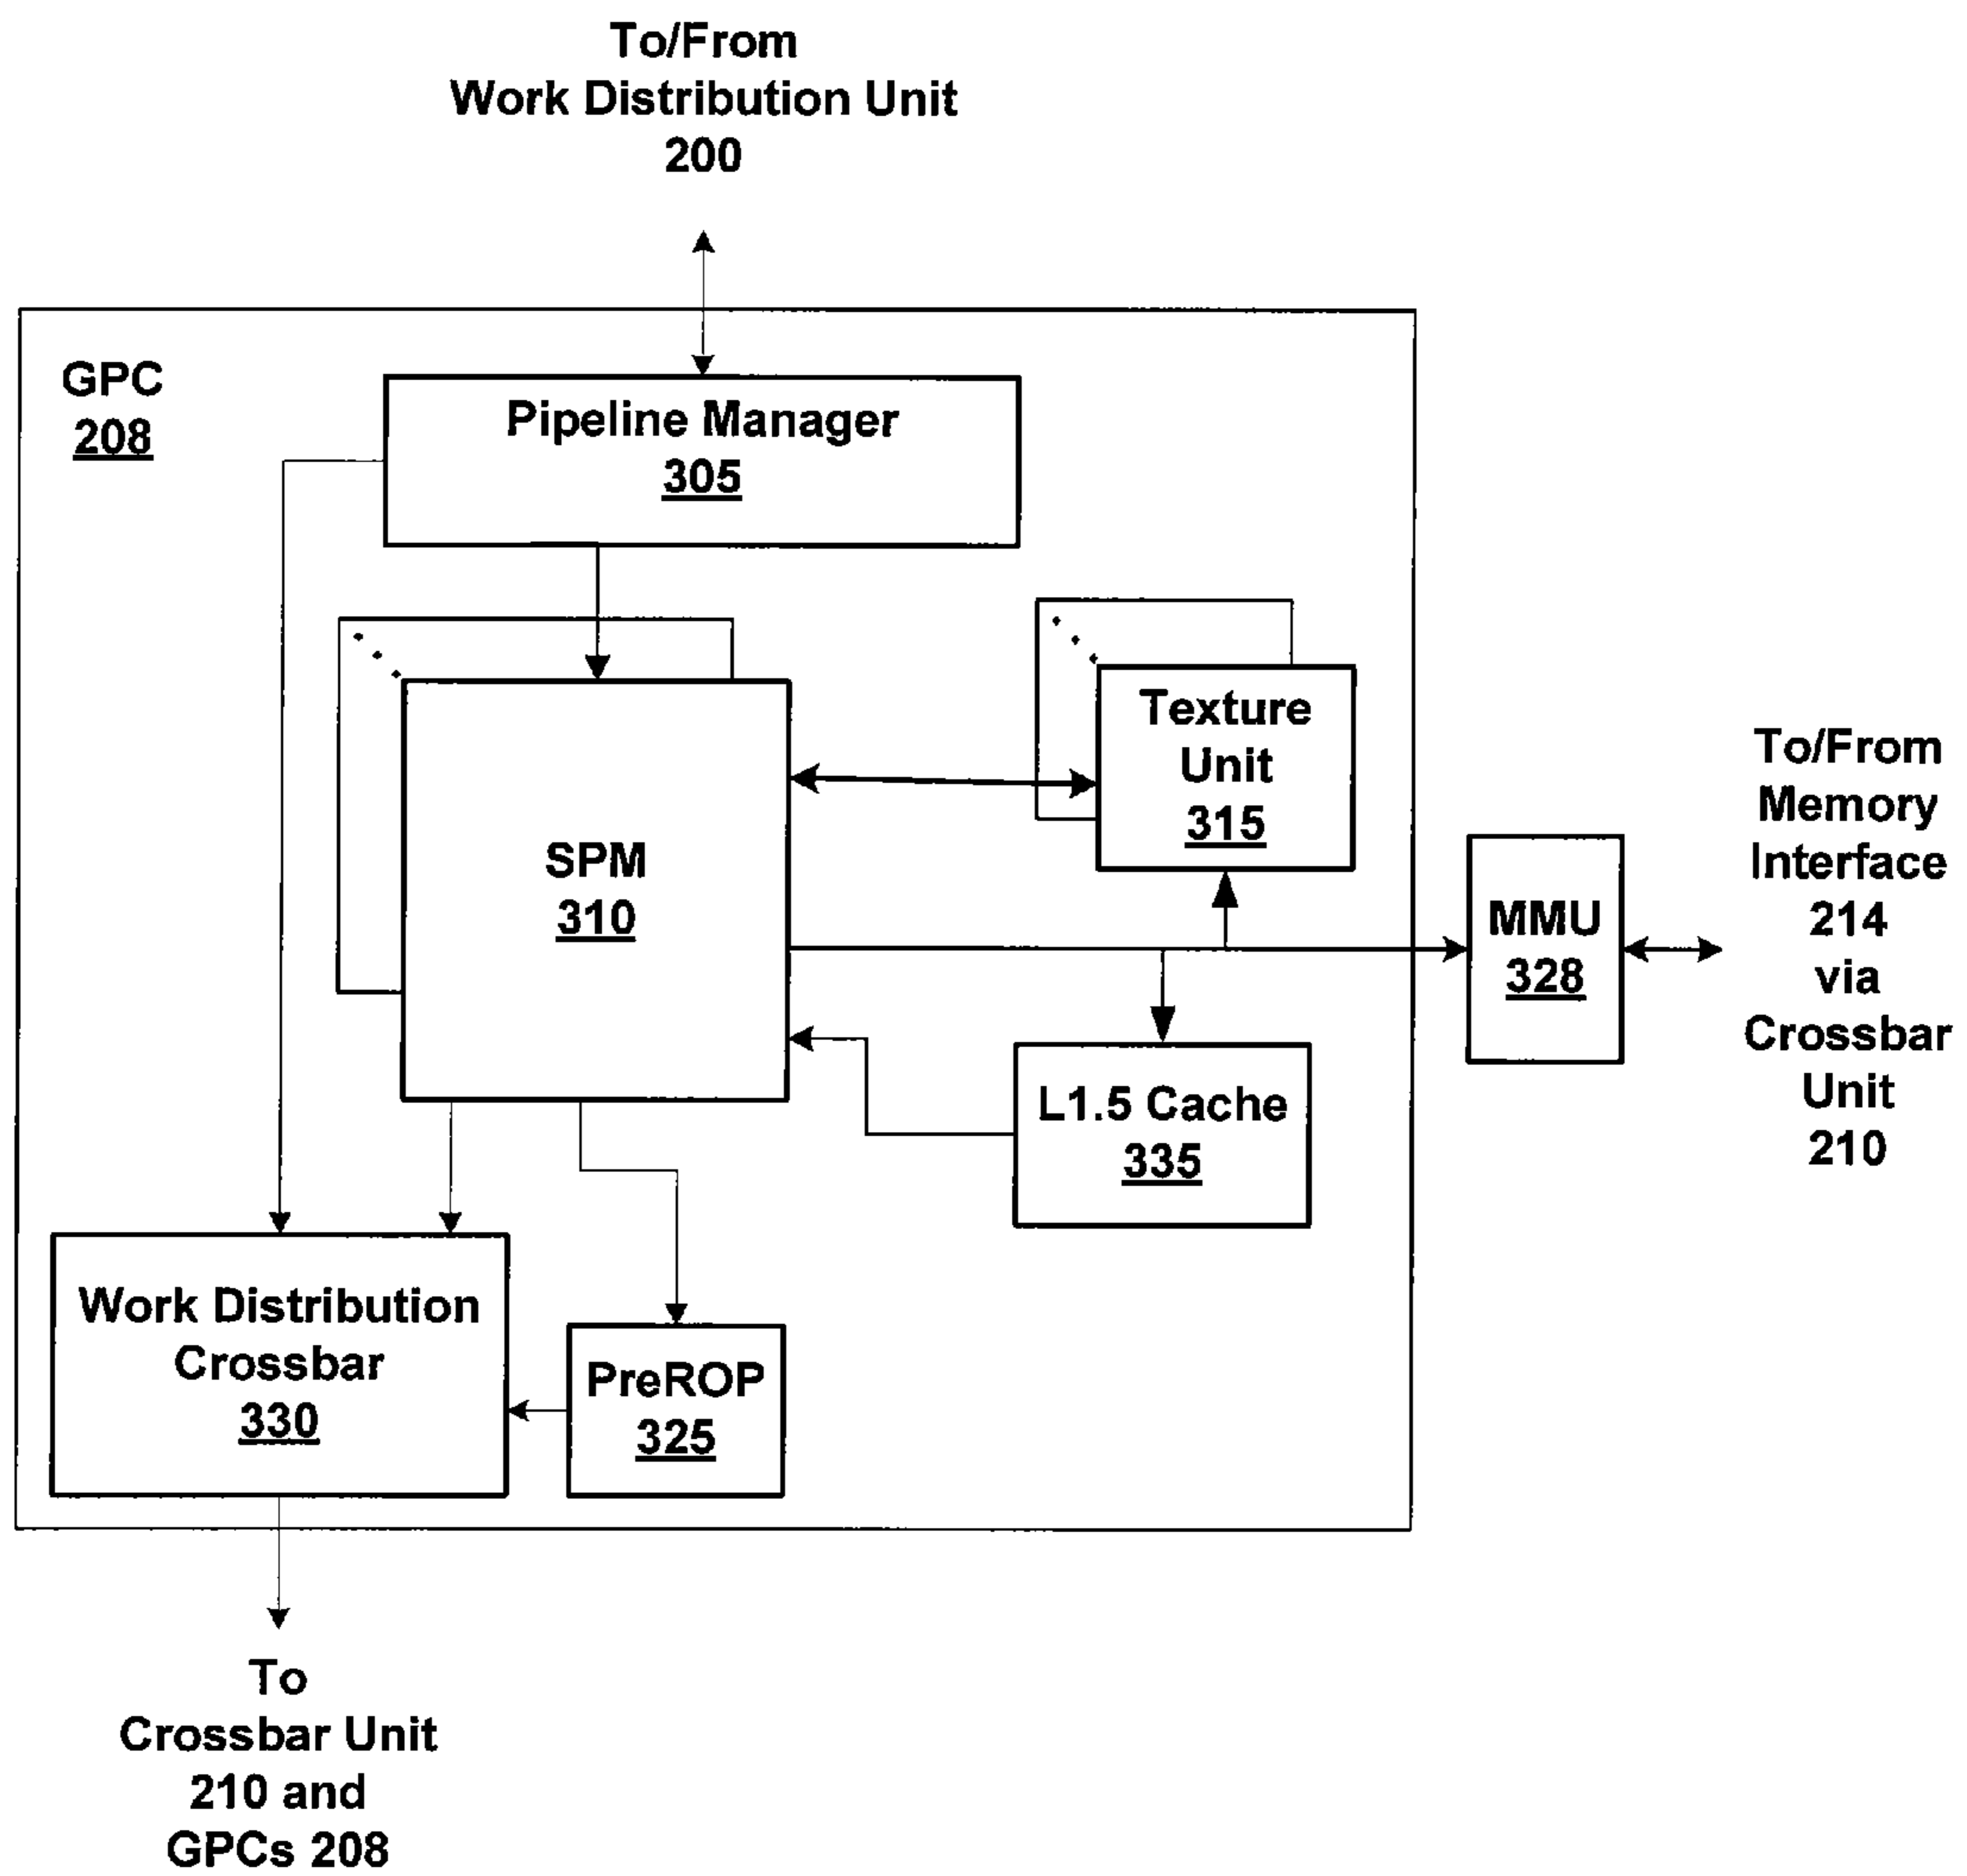 To/From
Work Distribution Unit
200
GPC
208
Pipeline Manager
305
Texture
Unit
315
SPM
310
To/From
Memory
Interface
214
via
Crossbar
Unit
210
MMU
328
L1.5 Cache
335
Work Distribution
Crossbar
330
PreROP
325
To
Crossbar Unit
210 and
GPCs 208